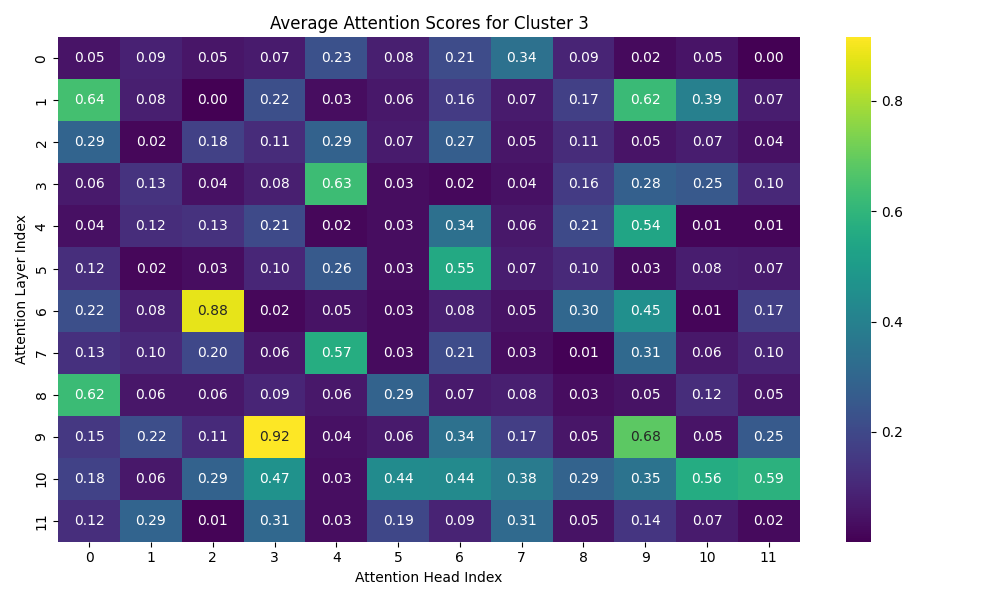 Average Attention Scores for Cluster 3
Attention Layer Index
0 0.05 0.09 0.05 0.07 0.23 0.08 0.21 0.34 0.09 0.02 0.05 0.00
1 0.64 0.08 0.00 0.22 0.03 0.06 0.16 0.07 0.17 0.62 0.39 0.07
2 0.29 0.02 0.18 0.11 0.29 0.07 0.27 0.05 0.11 0.05 0.07 0.04
3 0.06 0.13 0.04 0.08 0.63 0.03 0.02 0.04 0.16 0.28 0.25 0.10
4 0.04 0.12 0.13 0.21 0.02 0.03 0.34 0.06 0.21 0.54 0.01 0.01
5 0.12 0.02 0.03 0.10 0.26 0.03 0.55 0.07 0.10 0.03 0.08 0.07
6 0.22 0.08 0.88 0.02 0.05 0.03 0.08 0.05 0.30 0.45 0.01 0.17
7 0.13 0.10 0.20 0.06 0.57 0.03 0.21 0.03 0.01 0.31 0.06 0.10
8 0.62 0.06 0.06 0.09 0.06 0.29 0.07 0.08 0.03 0.05 0.12 0.05
9 0.15 0.22 0.11 0.92 0.04 0.06 0.34 0.17 0.05 0.68 0.05 0.25
10 0.18 0.06 0.29 0.47 0.03 0.44 0.44 0.38 0.29 0.35 0.56 0.59
11 0.12 0.29 0.01 0.31 0.03 0.19 0.09 0.31 0.05 0.14 0.07 0.02
0 1 2 3 4 5 6 7 8 9 10 11
Attention Head Index
0.8
0.6
0.4
0.2